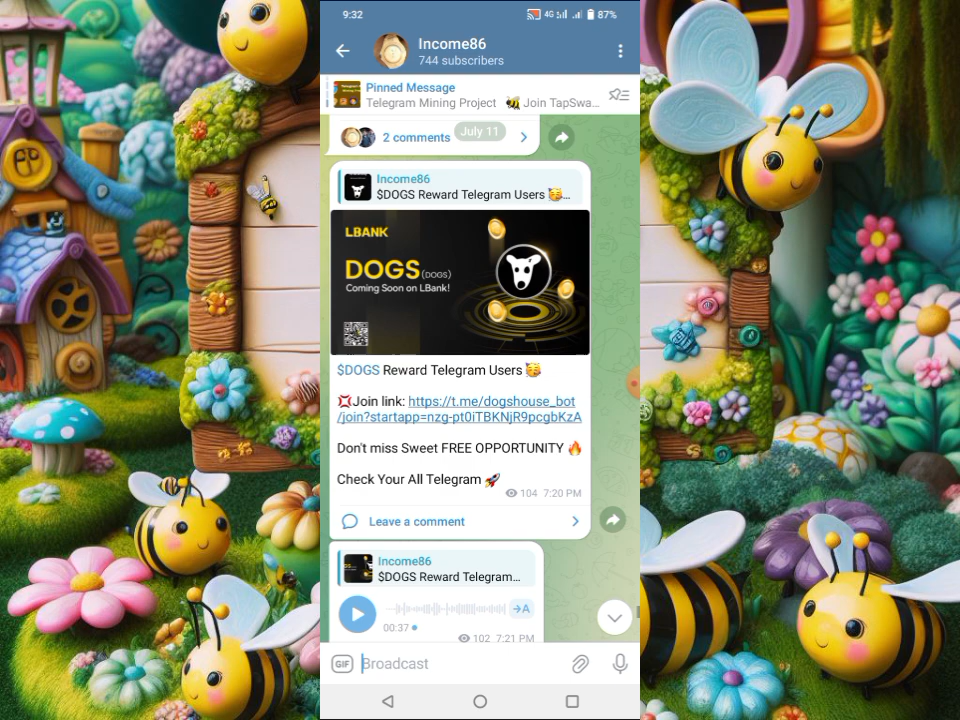 9:32
4G
87%
Income86
744 subscribers
Pinned Message
Telegram Mining Project 🐝 Join TapSwa...
2 comments
July 11
Income86
$DOGS Reward Telegram Users 🥳...
LBANK
DOGS (DOGS)
Coming Soon on LBank!
$DOGS Reward Telegram Users 🥳
💢Join link: https://t.me/dogshouse_bot
/join?startapp=nzg-pt0iTBKNjR9pcgbKzA
Don't miss Sweet FREE OPPORTUNITY 🔥
Check Your All Telegram 🚀
104 7:20 PM
Leave a comment
Income86
$DOGS Reward Telegram...
→A
00:37
102 7:21 PM
GIF
Broadcast